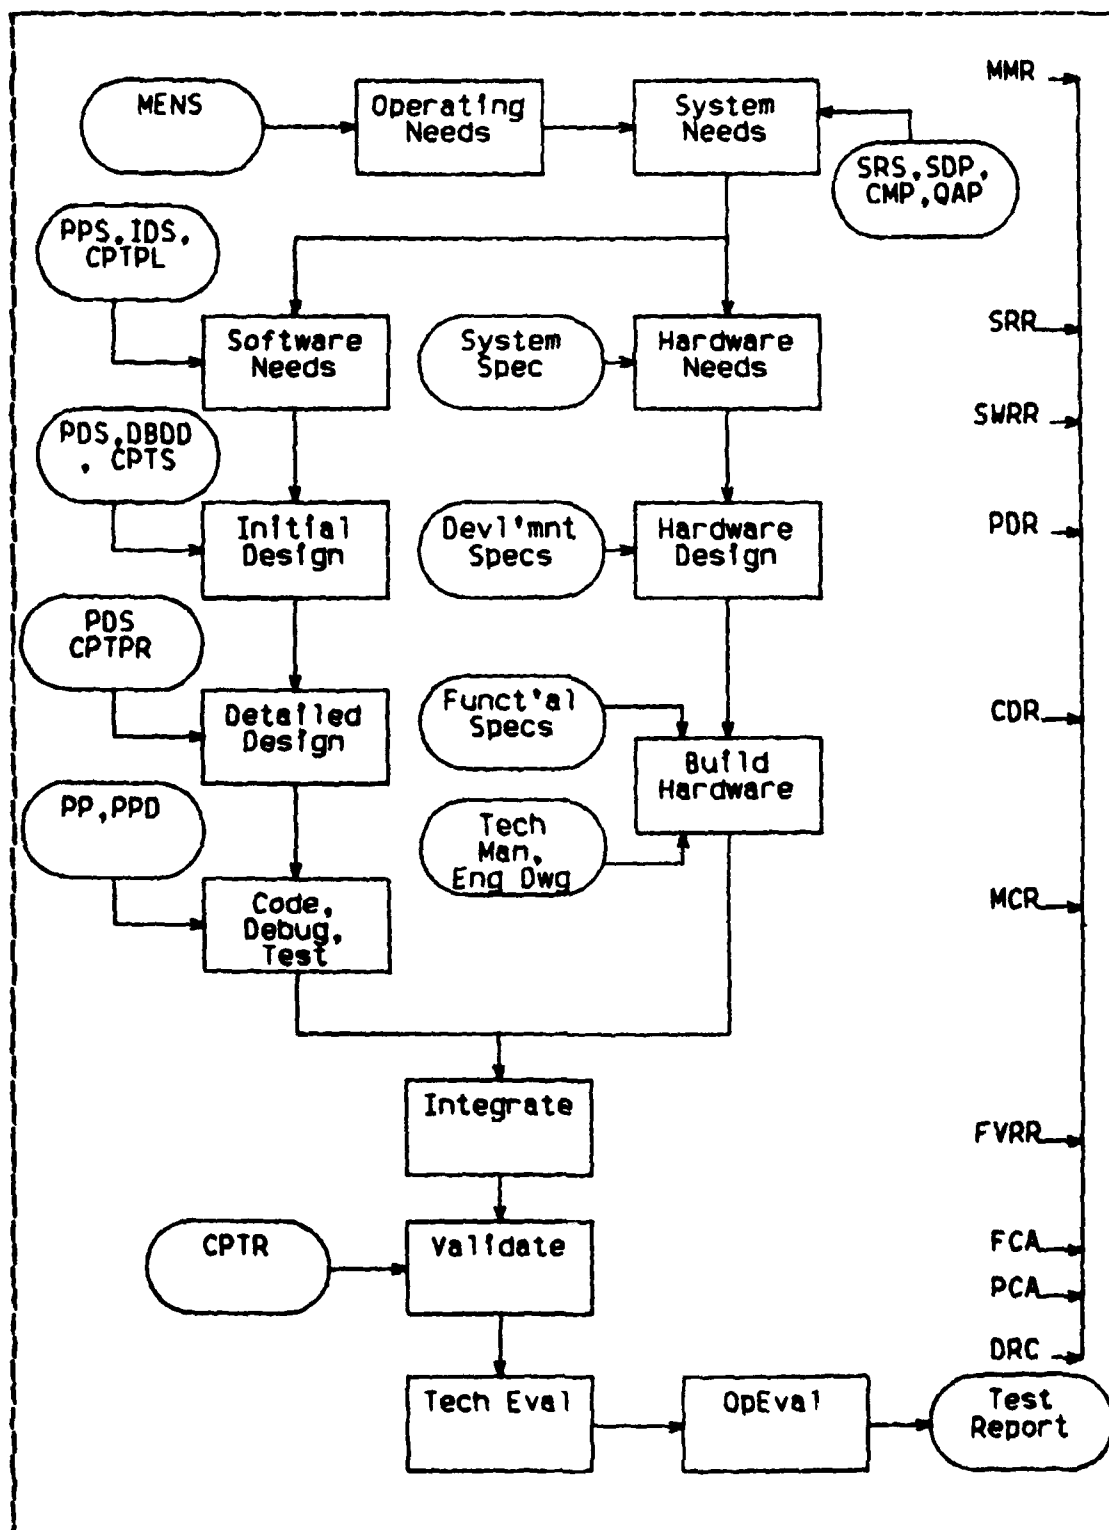 MENS
Operating
Needs
System
Needs
MMR
SRS,SDP,
CMP,QAP
PPS,IDS,
CPTPL
Software
Needs
System
Spec
Hardware
Needs
SRR
SWRR
PDS,DBDD
, CPTS
Initial
Design
Devl'mnt
Specs
Hardware
Design
PDR
PDS
CPTPR
Detailed
Design
Funct'al
Specs
Build
Hardware
CDR
PP,PPD
Tech
Man,
Eng Dwg
Code,
Debug,
Test
MCR
Integrate
FVRR
CPTR
Validate
FCA
PCA
DRC
Tech Eval
OpEval
Test
Report